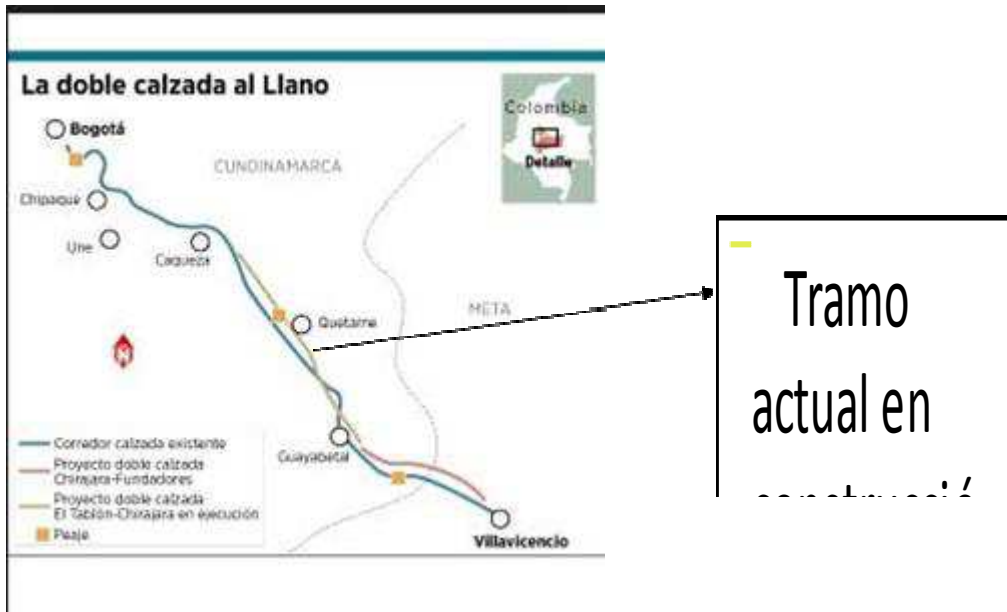 La doble calzada al Llano
Colombia
Detalle
Bogotá
CUNDINAMARCA
Chipaque
Une
Caqueza
META
Quetame
N
Guayabetal
Corredor calzada existente
Proyecto doble calzada
Chirajara-Fundadores
Proyecto doble calzada
El Tablón-Chirajara en ejecución
Peaje
Villavicencio
Tramo
actual en